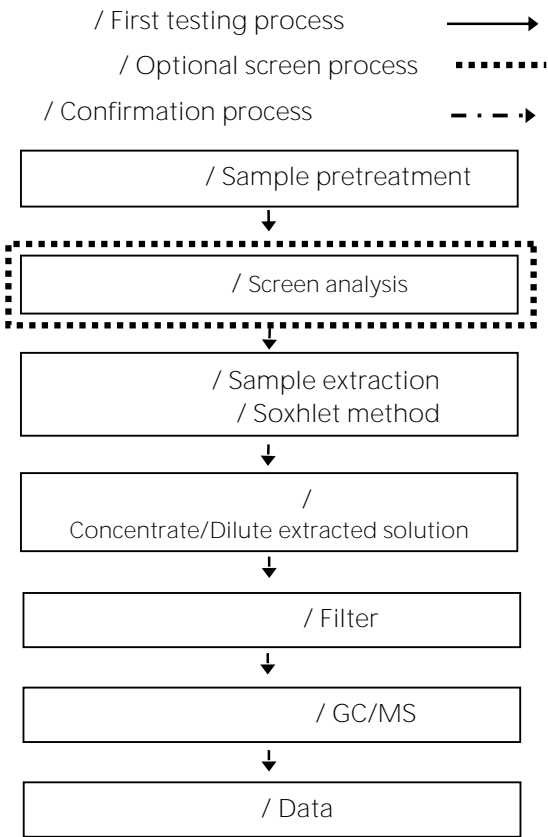 / First testing process
/ Optional screen process
/ Confirmation process
/ Sample pretreatment
/ Screen analysis
/ Sample extraction
/ Soxhlet method
/
Concentrate/Dilute extracted solution
/ Filter
/ GC/MS
/ Data